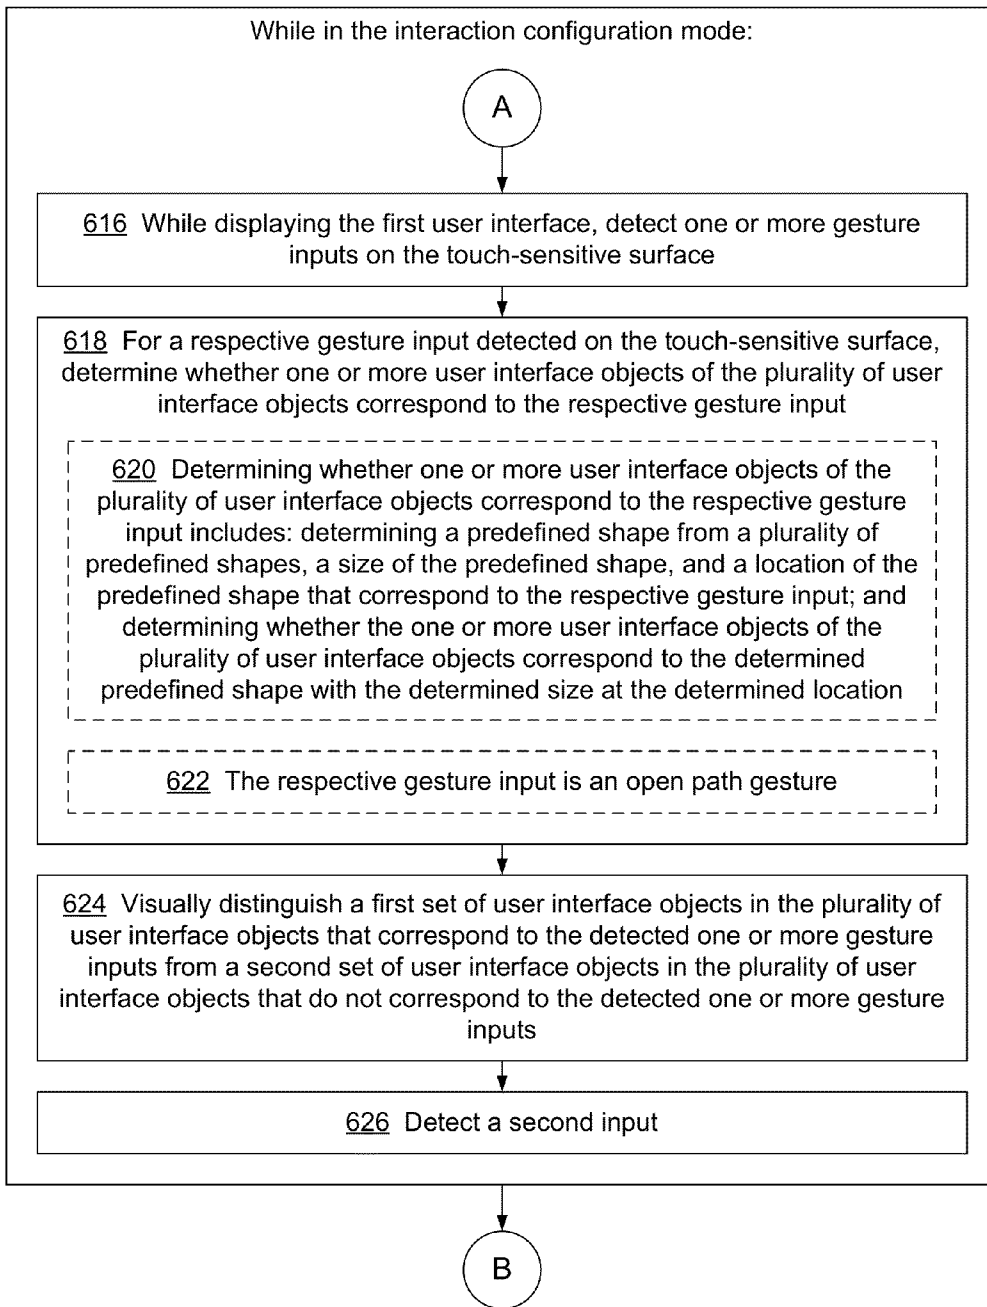 While in the interaction configuration mode:
A
616 While displaying the first user interface, detect one or more gesture
inputs on the touch-sensitive surface
618 For a respective gesture input detected on the touch-sensitive surface,
determine whether one or more user interface objects of the plurality of user
interface objects correspond to the respective gesture input
620 Determining whether one or more user interface objects of the
plurality of user interface objects correspond to the respective gesture
input includes: determining a predefined shape from a plurality of
predefined shapes, a size of the predefined shape, and a location of the
predefined shape that correspond to the respective gesture input; and
determining whether the one or more user interface objects of the
plurality of user interface objects correspond to the determined
predefined shape with the determined size at the determined location
622 The respective gesture input is an open path gesture
624 Visually distinguish a first set of user interface objects in the plurality of
user interface objects that correspond to the detected one or more gesture
inputs from a second set of user interface objects in the plurality of user
interface objects that do not correspond to the detected one or more gesture
inputs
626 Detect a second input
B